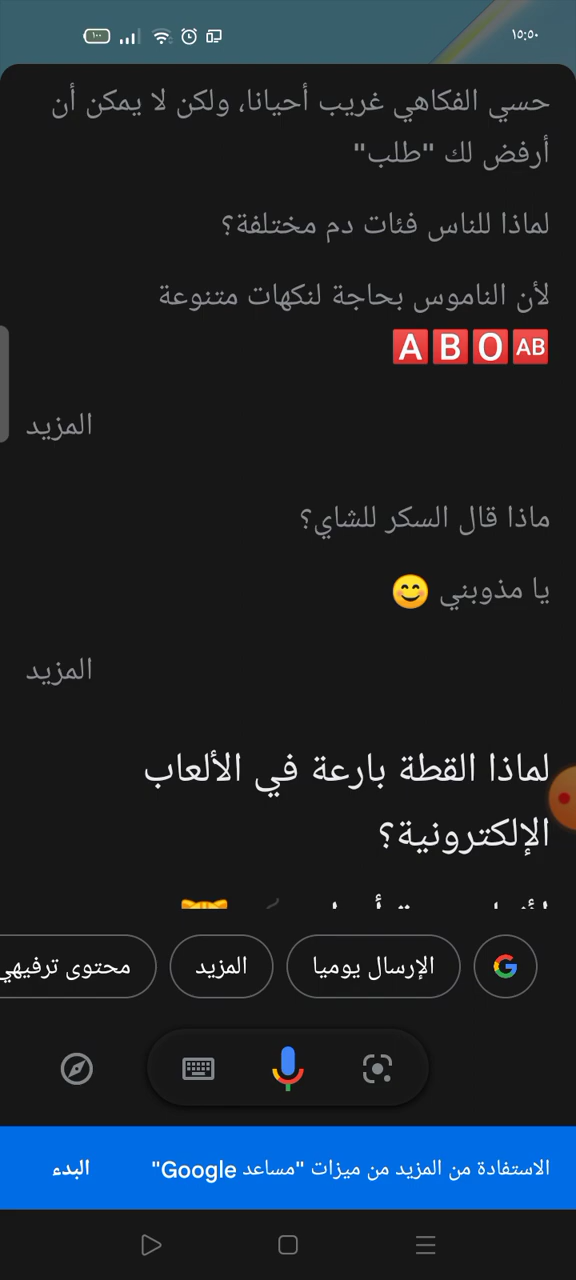 ١٥:٥٠
١٠٠
حسي الفكاهي غريب أحيانا، ولكن لا يمكن أن
أرفض لك "طلب"
لماذا للناس فئات دم مختلفة؟
لأن الناموس بحاجة لنكهات متنوعة
🅰🅱🅾🆎
المزيد
ماذا قال السكر للشاي؟
يا مذوبني 😊
المزيد
لماذا القطة بارعة في الألعاب
الإلكترونية؟
الإرسال يوميا
المزيد
محتوى ترفيهي
الاستفادة من المزيد من ميزات "مساعد Google"
البدء